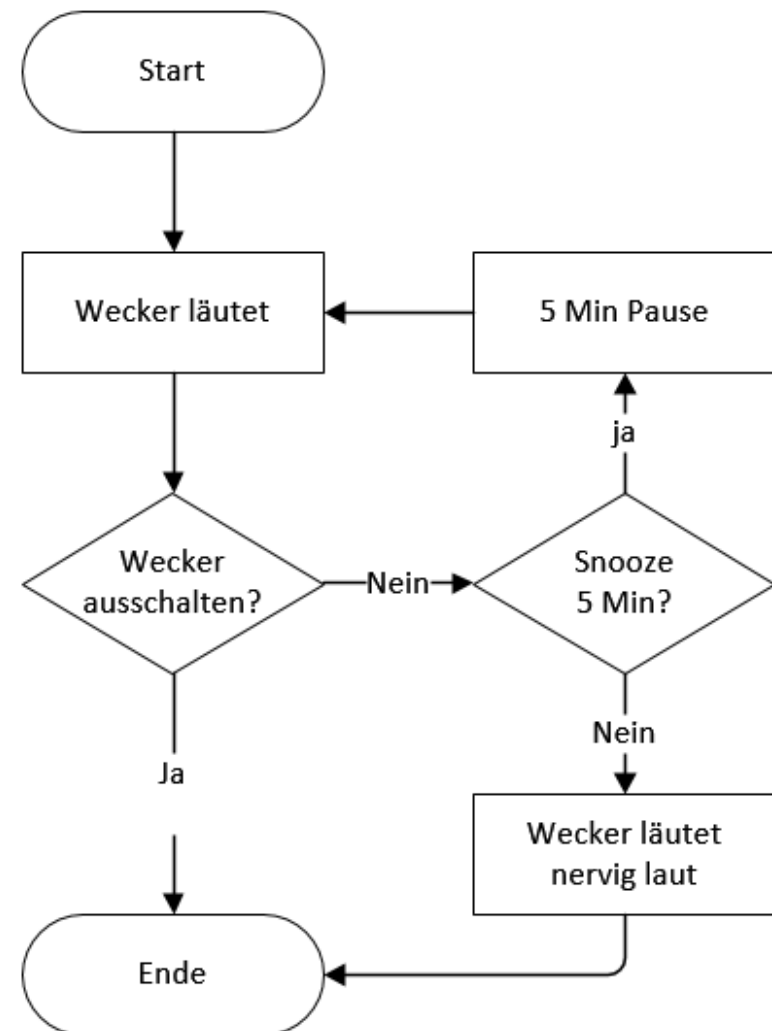 Start
Wecker läutet
5 Min Pause
ja
Wecker
ausschalten?
Nein
Snooze
5 Min?
Ja
Nein
Wecker läutet
nervig laut
Ende